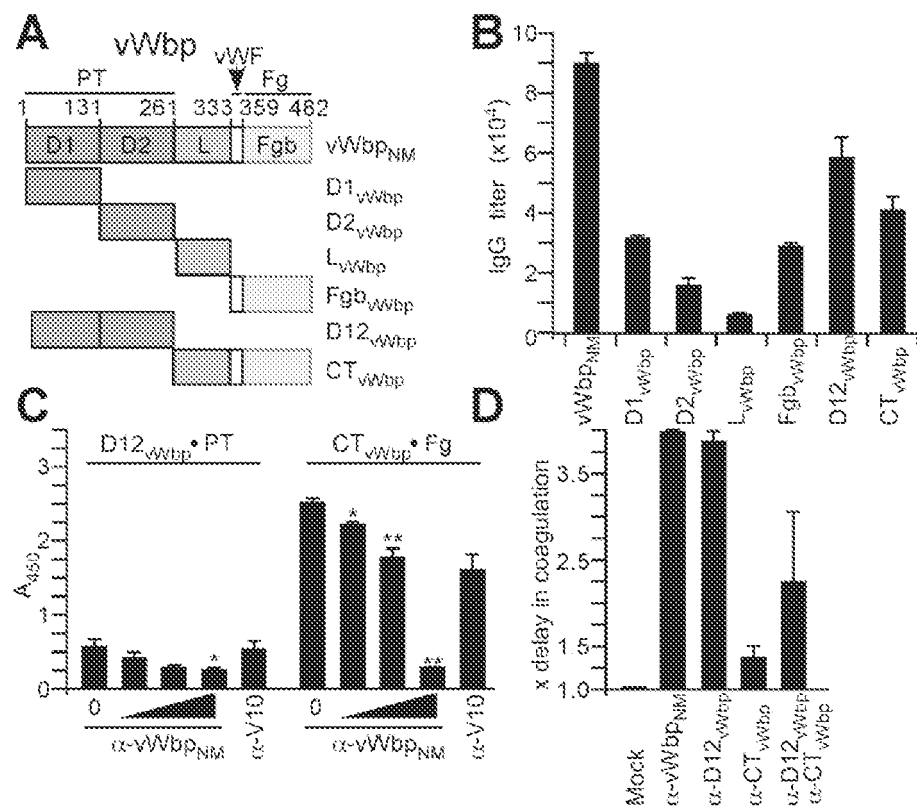 A
vWbp
vWF
PT
Fg
1 131 261 333 359 462
D1 D2 L Fgb vWbpNM
D1vWbp
D2vWbp
LvWbp
FgbvWbp
D12vWbp
CTvWbp
B
IgG titer (x10⁴)
10
8
6
4
2
0
vWbpNM
D1vWbp
D2vWbp
LvWbp
FgbvWbp
D12vWbp
CTvWbp
C
D12vWbp• PT
CTvWbp• Fg
A450
3
2
1
0
*
*
**
**
0
α-vWbpNM
α-V10
0
α-vWbpNM
α-V10
D
x delay in coagulation
3.5
2.5
1.5
1.0
Mock
α-vWbpNM
α-D12vWbp
α-CTvWbp
α-D12vWbp
α-CTvWbp